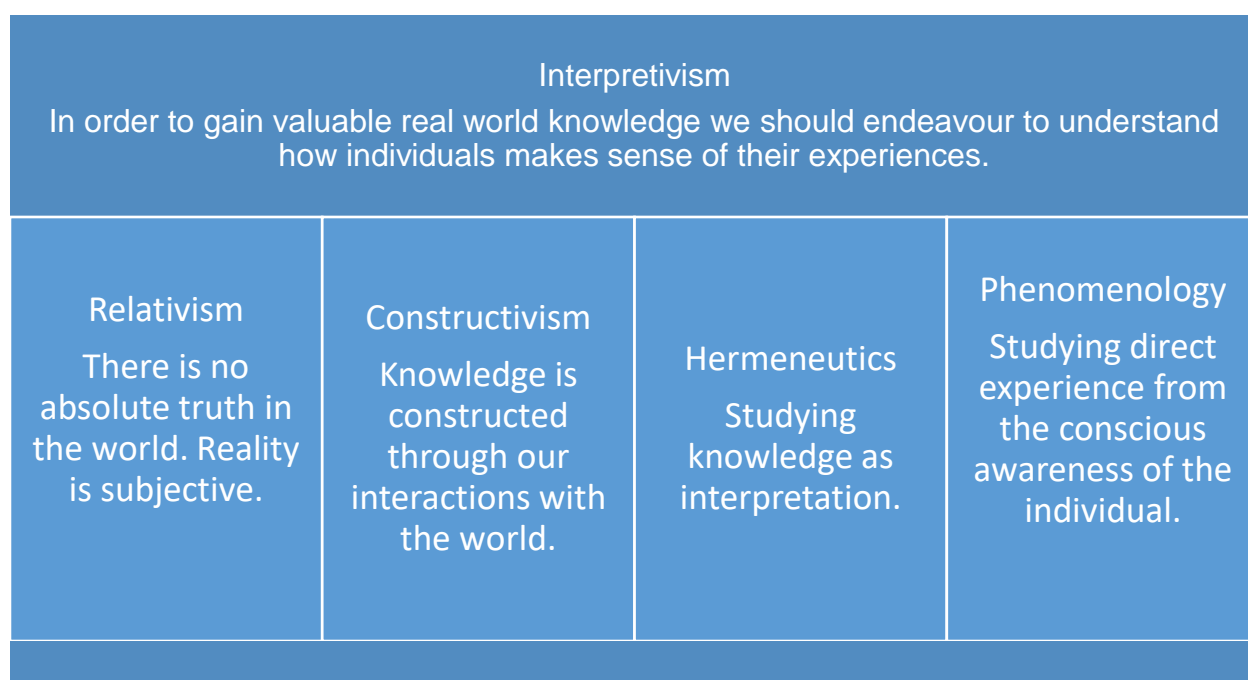 Interpretivism
In order to gain valuable real world knowledge we should endeavour to understand
how individuals makes sense of their experiences.
Relativism
There is no
absolute truth in
the world. Reality
is subjective.
Constructivism
Knowledge is
constructed
through our
interactions with
the world.
Hermeneutics
Studying
knowledge as
interpretation.
Phenomenology
Studying direct
experience from
the conscious
awareness of the
individual.